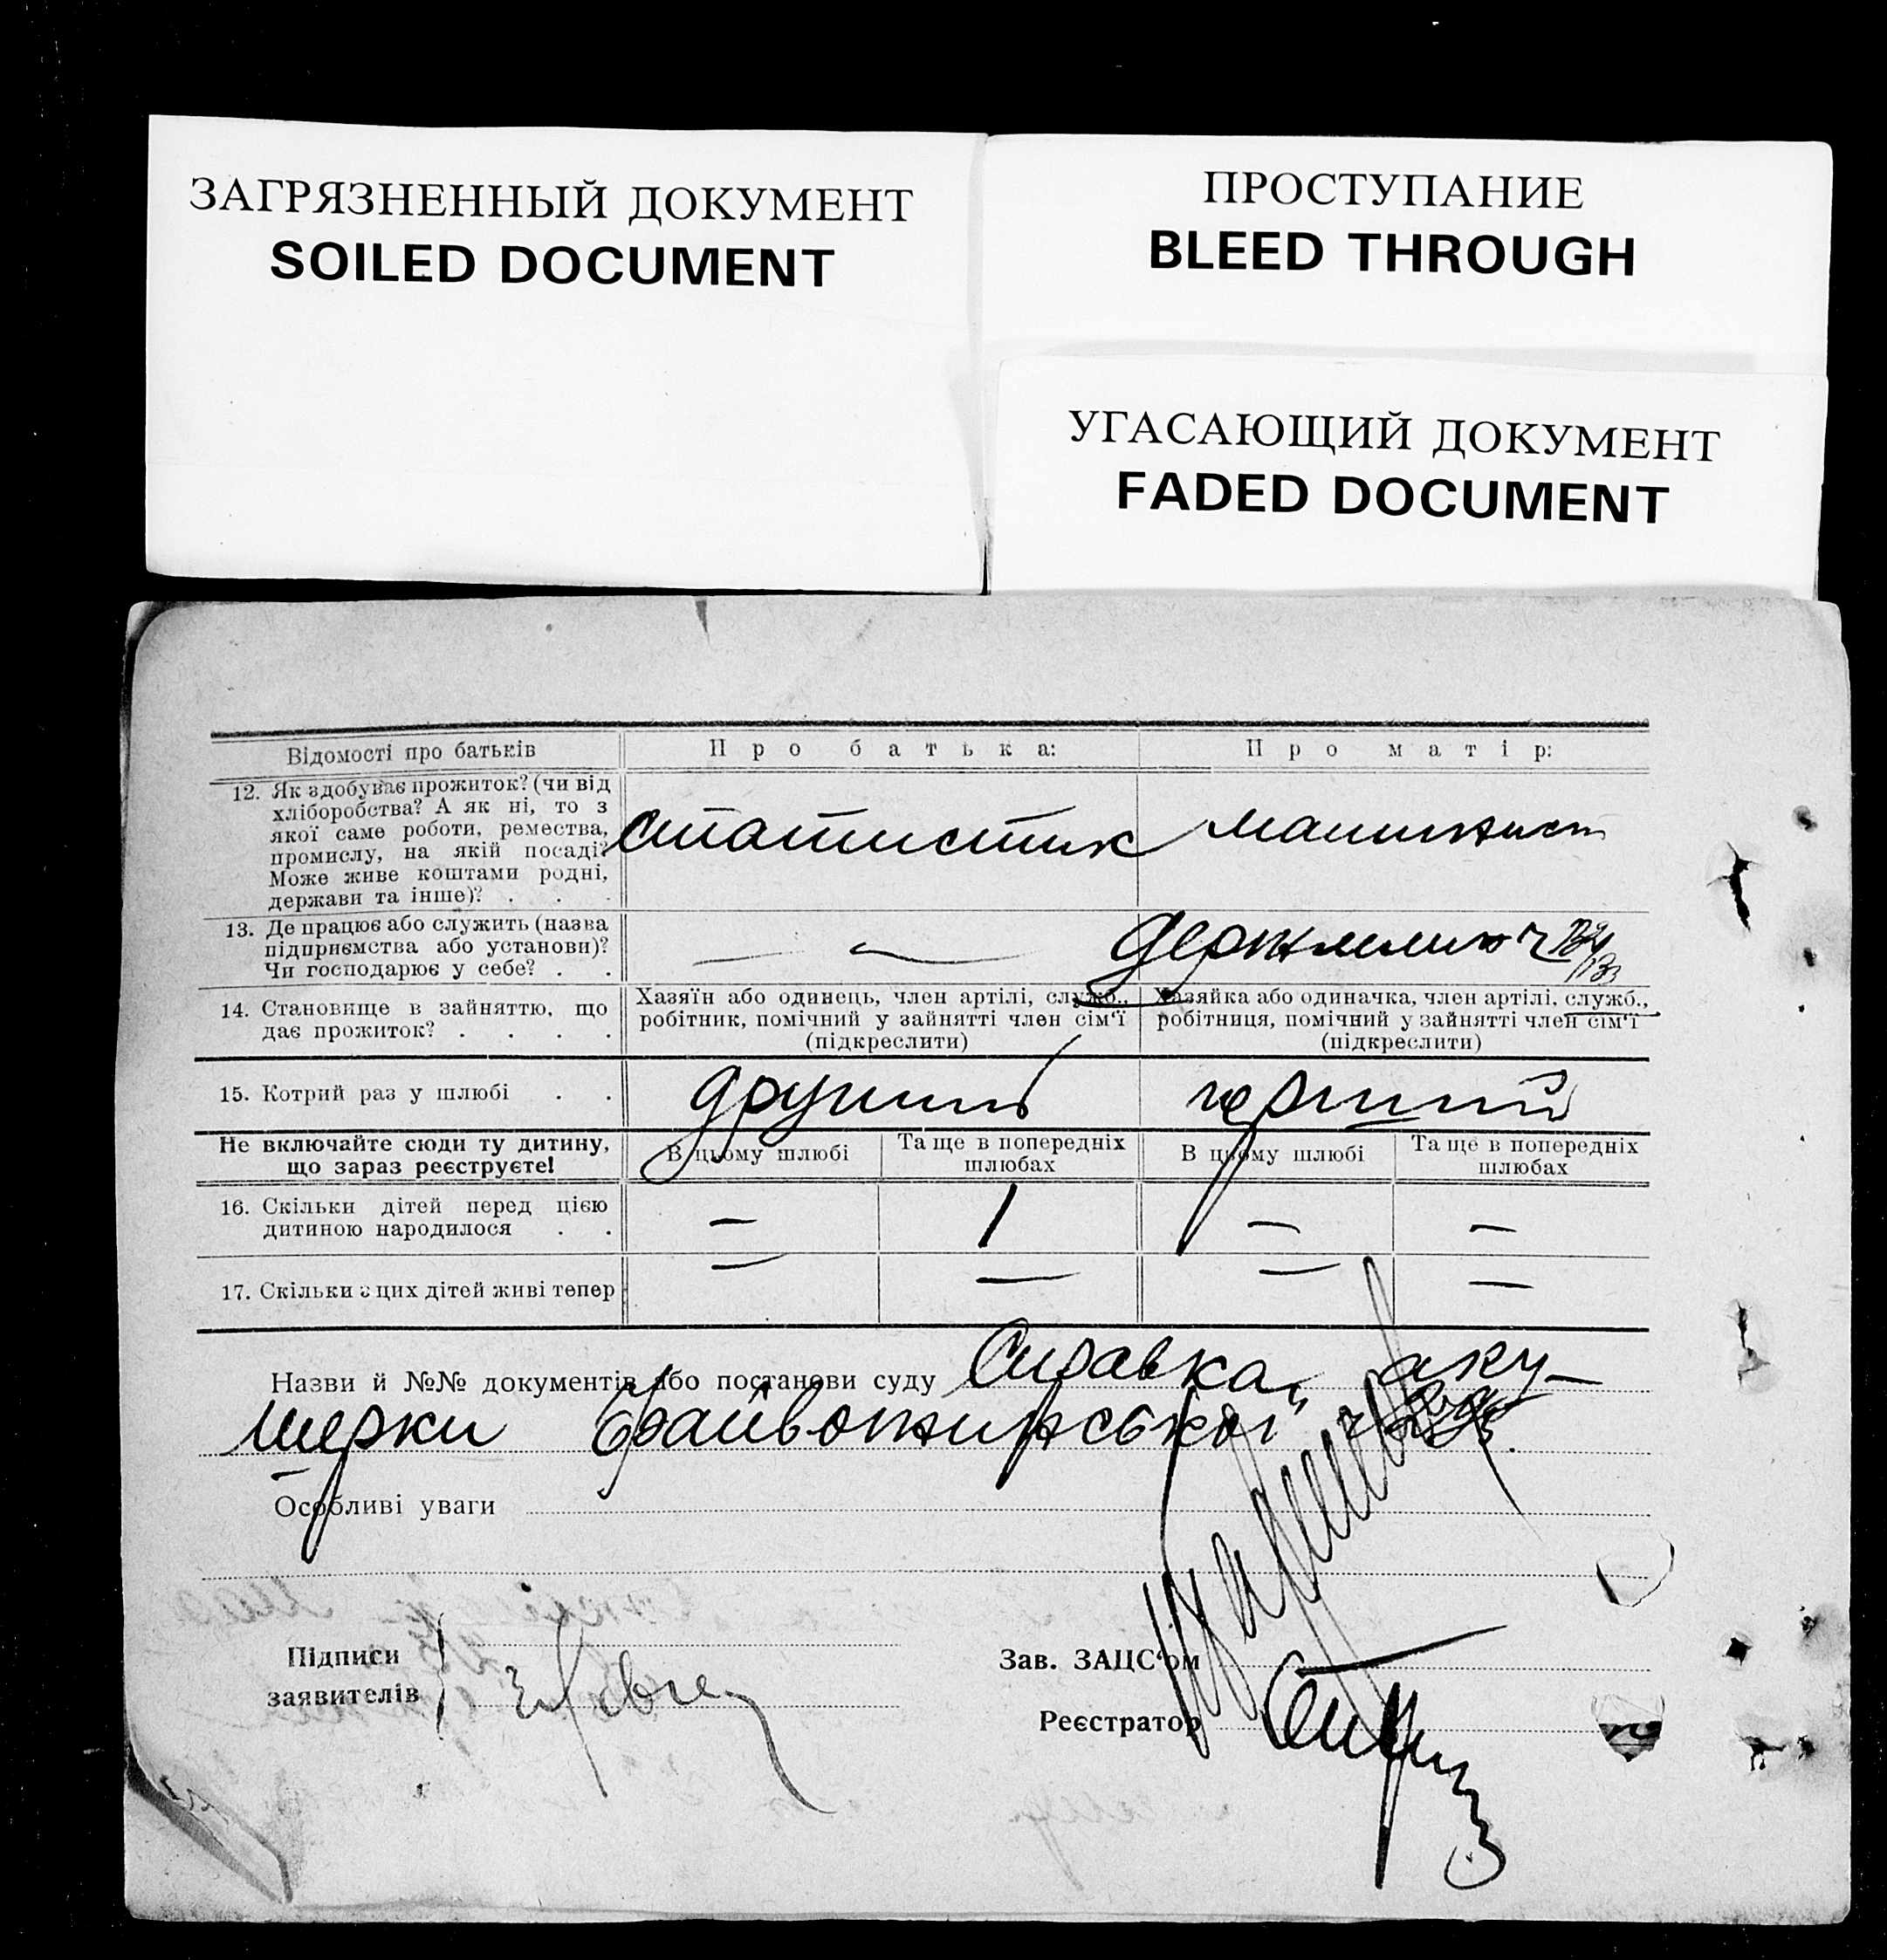 ЗАГРЯЗНЕННЫЙ ДОКУМЕНТ
SOILED DOCUMENT
ПРОСТУПАНИЕ
BLEED THROUGH
УГАСАЮЩИЙ ДОКУМЕНТ
FADED DOCUMENT
Відомості про батьків
Про батька:
Про матір:
12. Як здобуває прожиток? (чи від
хліборобства? А як ні, то з
якої саме роботи, ремества,
промислу, на якій посаді?
Може живе коштами родні,
держави та інше)? . . .
статистик
машинист
13. Де працює або служить (назва
підприємства або установи)?
Чи господарює у себе? . .
—
14. Становище в зайняттю, що
дає прожиток? . . . .
Хазяїн або одинець, член артілі, служб.,
робітник, помічний у зайнятті член сім‘ї
(підкреслити)
Хазяйка або одиначка, член артілі, служб.,
робітниця, помічний у зайнятті член сім‘ї
(підкреслити)
15. Котрий раз у шлюбі . .
другий
перший
Не включайте сюди ту дитину,
що зараз реєструєте!
В цьому шлюбі
Та ще в попередніх
шлюбах
В цьому шлюбі
Та ще в попередніх
шлюбах
16. Скільки дітей перед цією
дитиною народилося . .
— 1 — —
17. Скільки з цих дітей живі тепер
— — — —
Назви й №№ документів або постанови суду Справка аку-
шерки
Особливі уваги
Підписи
заявителів
Зав. ЗАЦС‘ом
Реєстратор